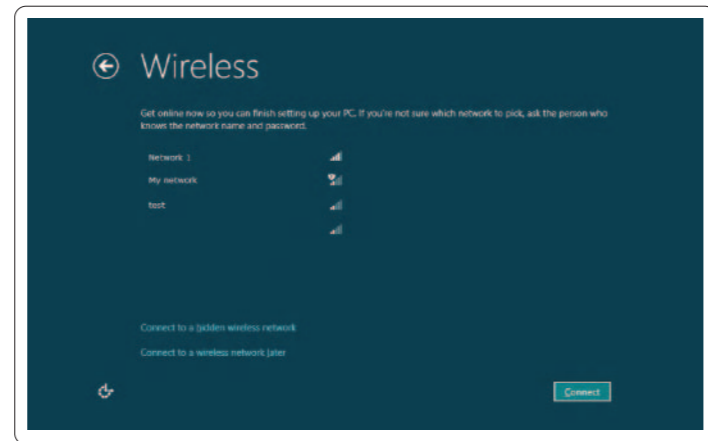 Wireless
Get online now so you can finish setting up your PC. If you're not sure which network to pick, ask the person who
knows the network name and password.
Network 1
My network
test
Connect to a hidden wireless network
Connect to a wireless network later
Connect